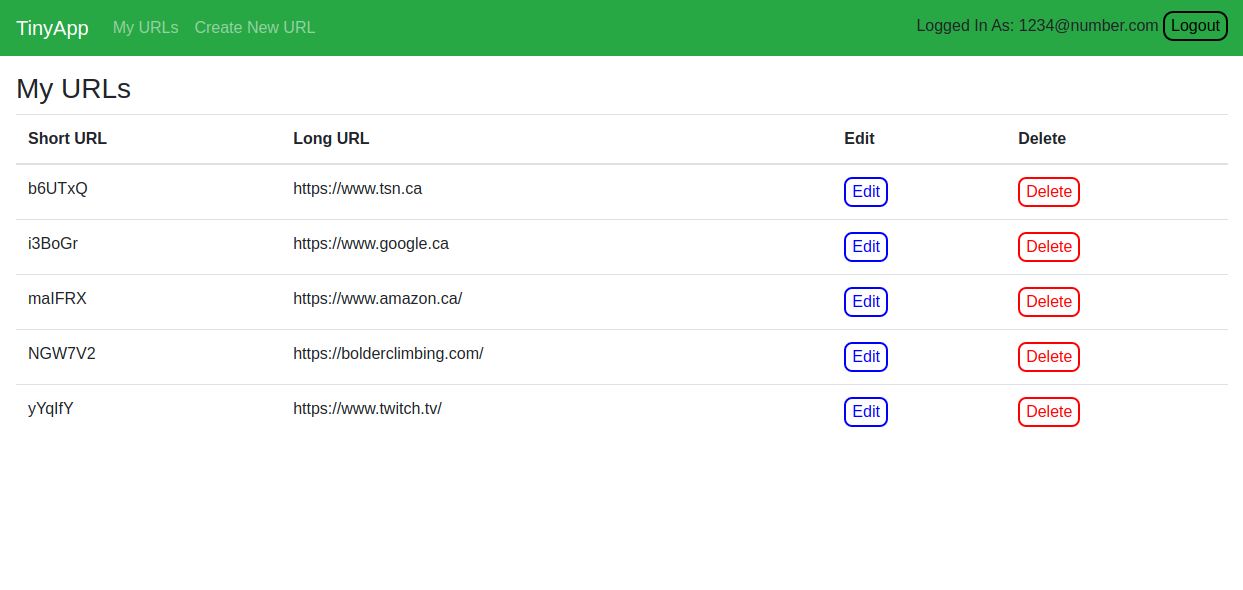 TinyApp My URLs Create New URL Logged In As: 1234@number.com Logout
My URLs
Short URL Long URL Edit Delete
b6UTxQ https://www.tsn.ca Edit Delete
i3BoGr https://www.google.ca Edit Delete
maIFRX https://www.amazon.ca/ Edit Delete
NGW7V2 https://bolderclimbing.com/ Edit Delete
yYqIfY https://www.twitch.tv/ Edit Delete